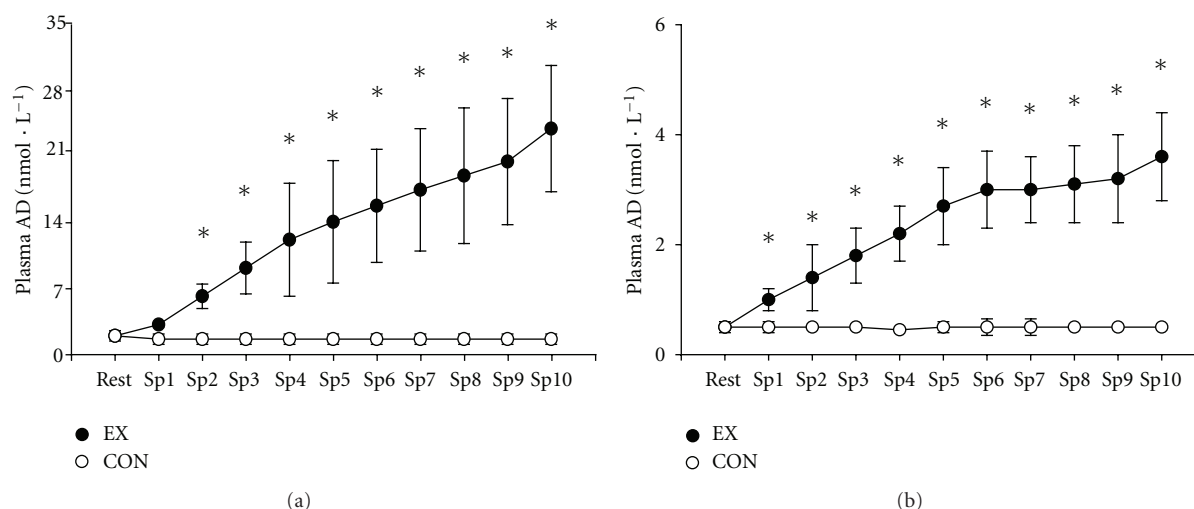 35
28
21
14
7
0
Plasma AD (nmol · L−1)
* * * * * * * * *
Rest Sp1 Sp2 Sp3 Sp4 Sp5 Sp6 Sp7 Sp8 Sp9 Sp10
EX
CON
(a)
6
4
2
0
Plasma AD (nmol · L−1)
* * * * * * * * * *
Rest Sp1 Sp2 Sp3 Sp4 Sp5 Sp6 Sp7 Sp8 Sp9 Sp10
EX
CON
(b)